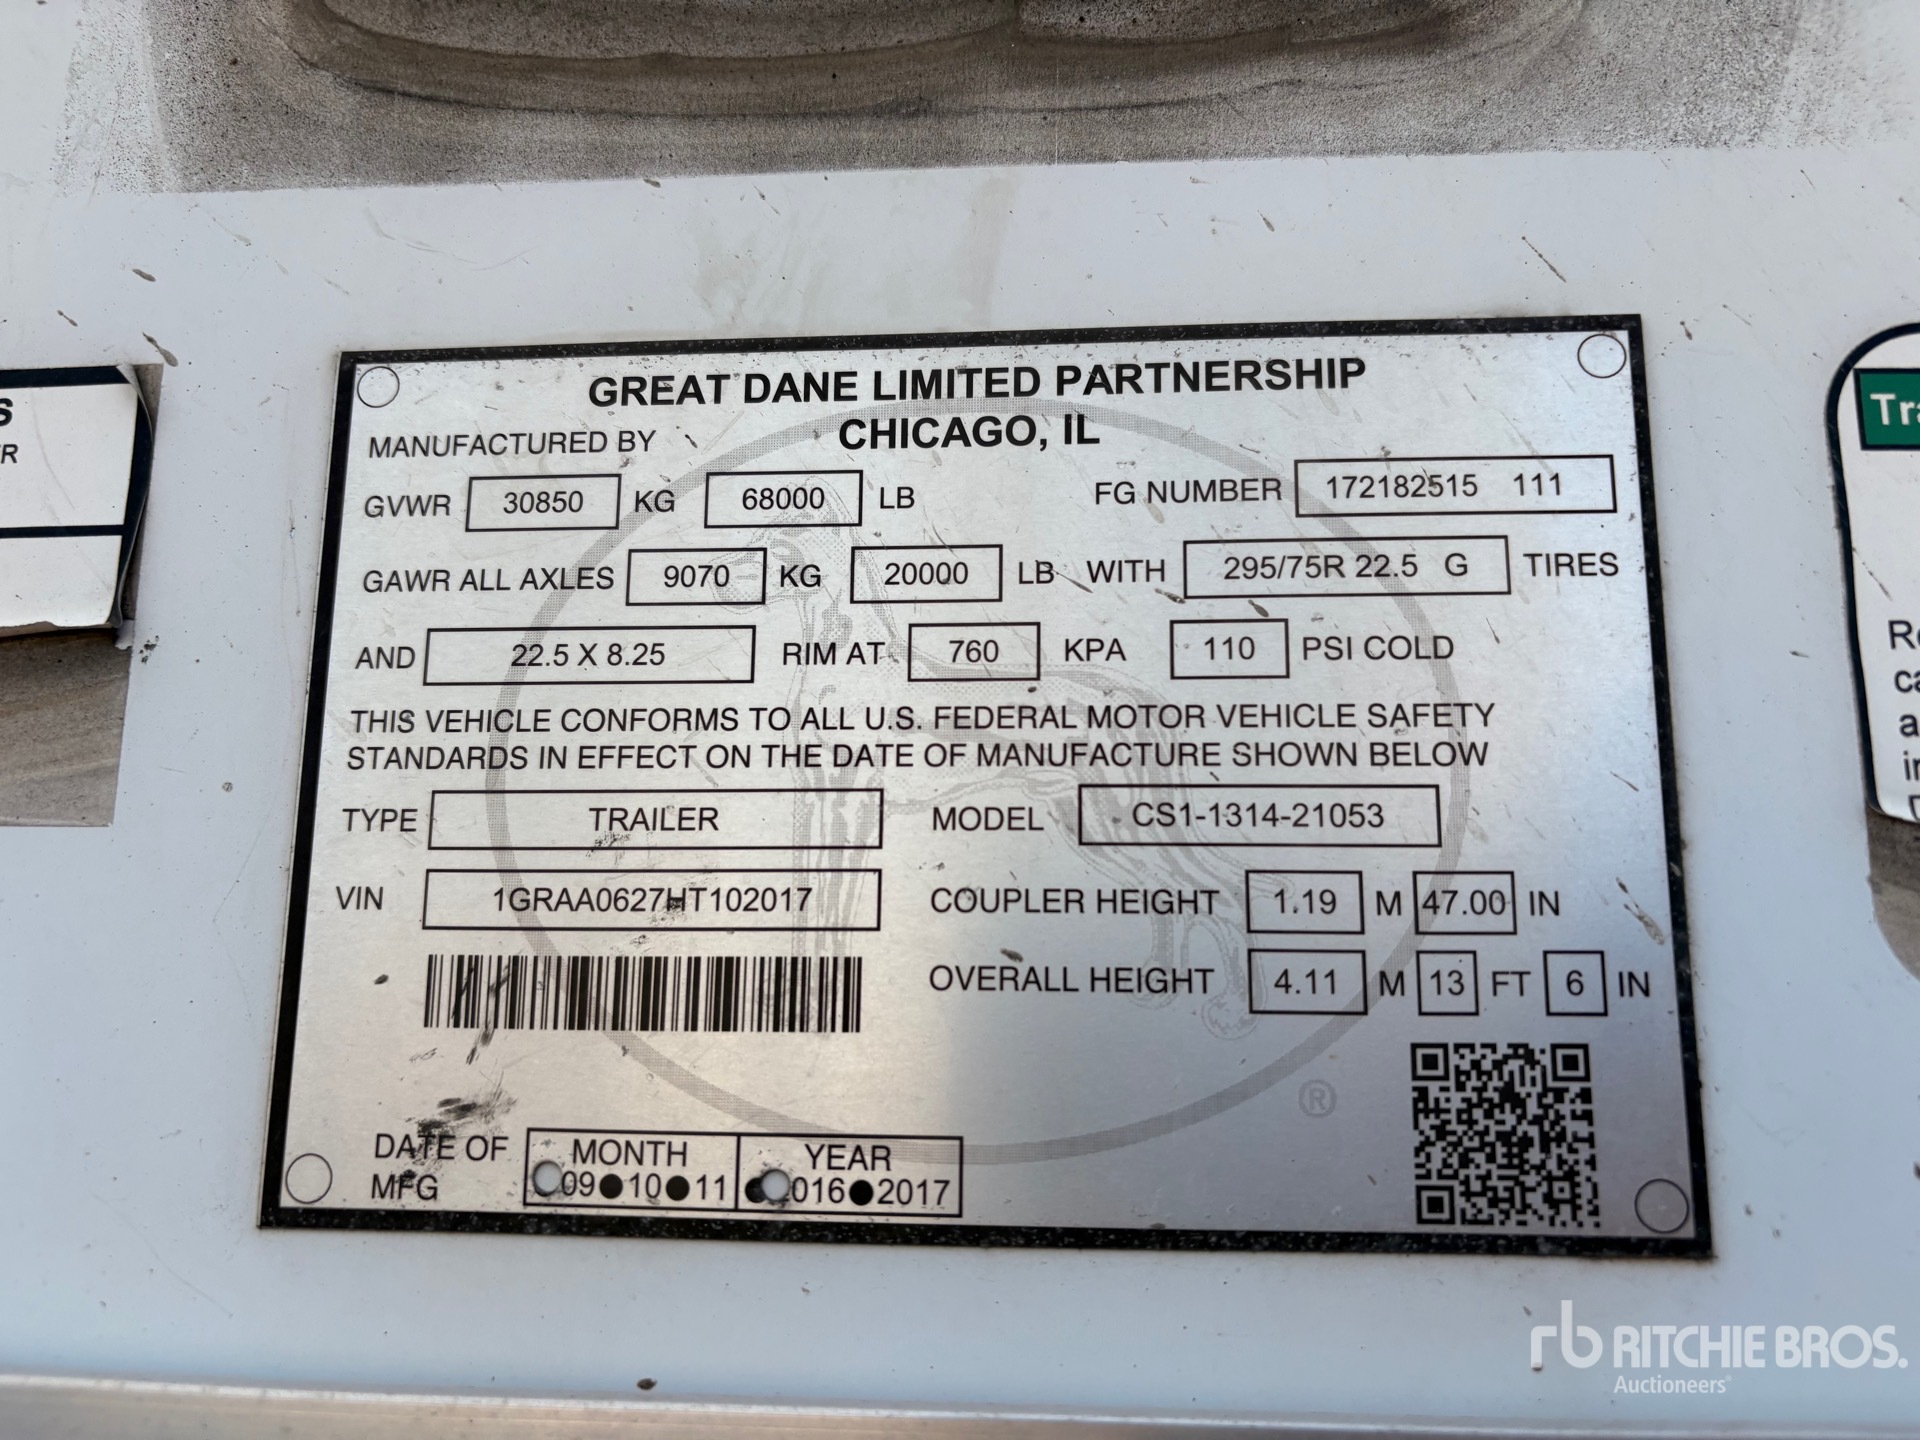 GREAT DANE LIMITED PARTNERSHIP
MANUFACTURED BY CHICAGO, IL
GVWR 30850 KG 68000 LB FG NUMBER 172182515 111
GAWR ALL AXLES 9070 KG 20000 LB WITH 295/75R 22.5 G TIRES
AND 22.5 X 8.25 RIM AT 760 KPA 110 PSI COLD
THIS VEHICLE CONFORMS TO ALL U.S. FEDERAL MOTOR VEHICLE SAFETY
STANDARDS IN EFFECT ON THE DATE OF MANUFACTURE SHOWN BELOW
TYPE TRAILER MODEL CS1-1314-21053
VIN 1GRAA0627HT102017 COUPLER HEIGHT 1.19 M 47.00 IN
OVERALL HEIGHT 4.11 M 13 FT 6 IN
®
DATE OF MONTH YEAR
MFG 09●10●11 2016●2017
rb RITCHIE BROS.
Auctioneers